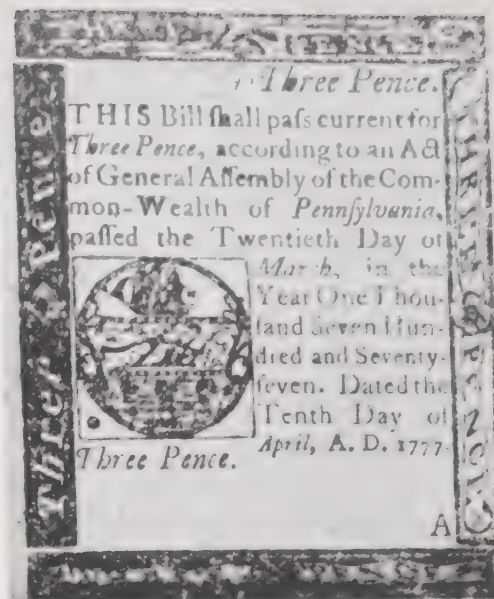 Three Pence.
THIS Bill ſhall paſs current for
Three Pence, according to an Act
of General Aſſembly of the Com-
mon-Wealth of Pennſylvania,
paſſed the Twentieth Day of
March, in the
Year One Thou-
ſand Seven Hun-
dred and Seventy-
ſeven. Dated the
Tenth Day of
April, A. D. 1777.
Three Pence.
A
Three Pence
THREE PENCE